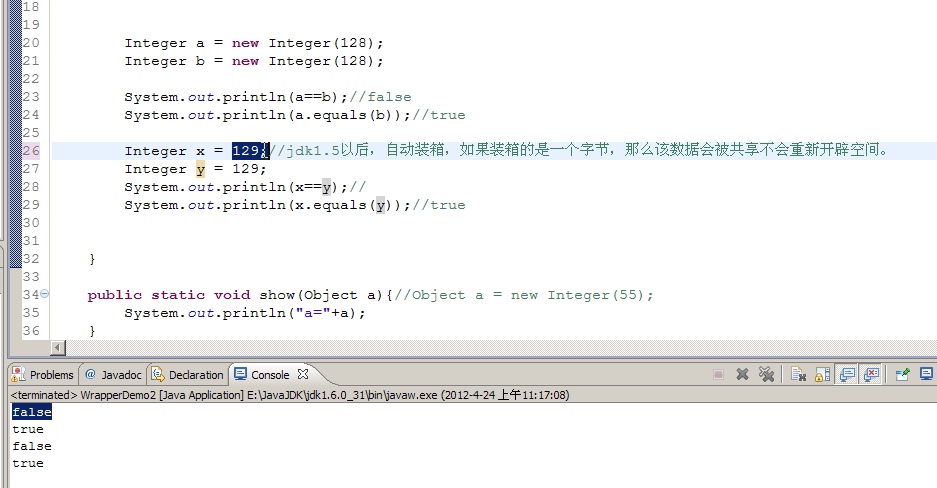 18
19
20 Integer a = new Integer(128);
21 Integer b = new Integer(128);
22
23 System.out.println(a==b);//false
24 System.out.println(a.equals(b));//true
25
26 Integer x = 129;//jdk1.5以后，自动装箱，如果装箱的是一个字节，那么该数据会被共享不会重新开辟空间。
27 Integer y = 129;
28 System.out.println(x==y);//
29 System.out.println(x.equals(y));//true
30
31
32 }
33
34 public static void show(Object a){//Object a = new Integer(55);
35 System.out.println("a="+a);
36 }
Problems @ Javadoc Declaration Console
<terminated> WrapperDemo2 [Java Application] E:\JavaJDK\jdk1.6.0_31\bin\javaw.exe (2012-4-24 上午11:17:08)
false
true
false
true